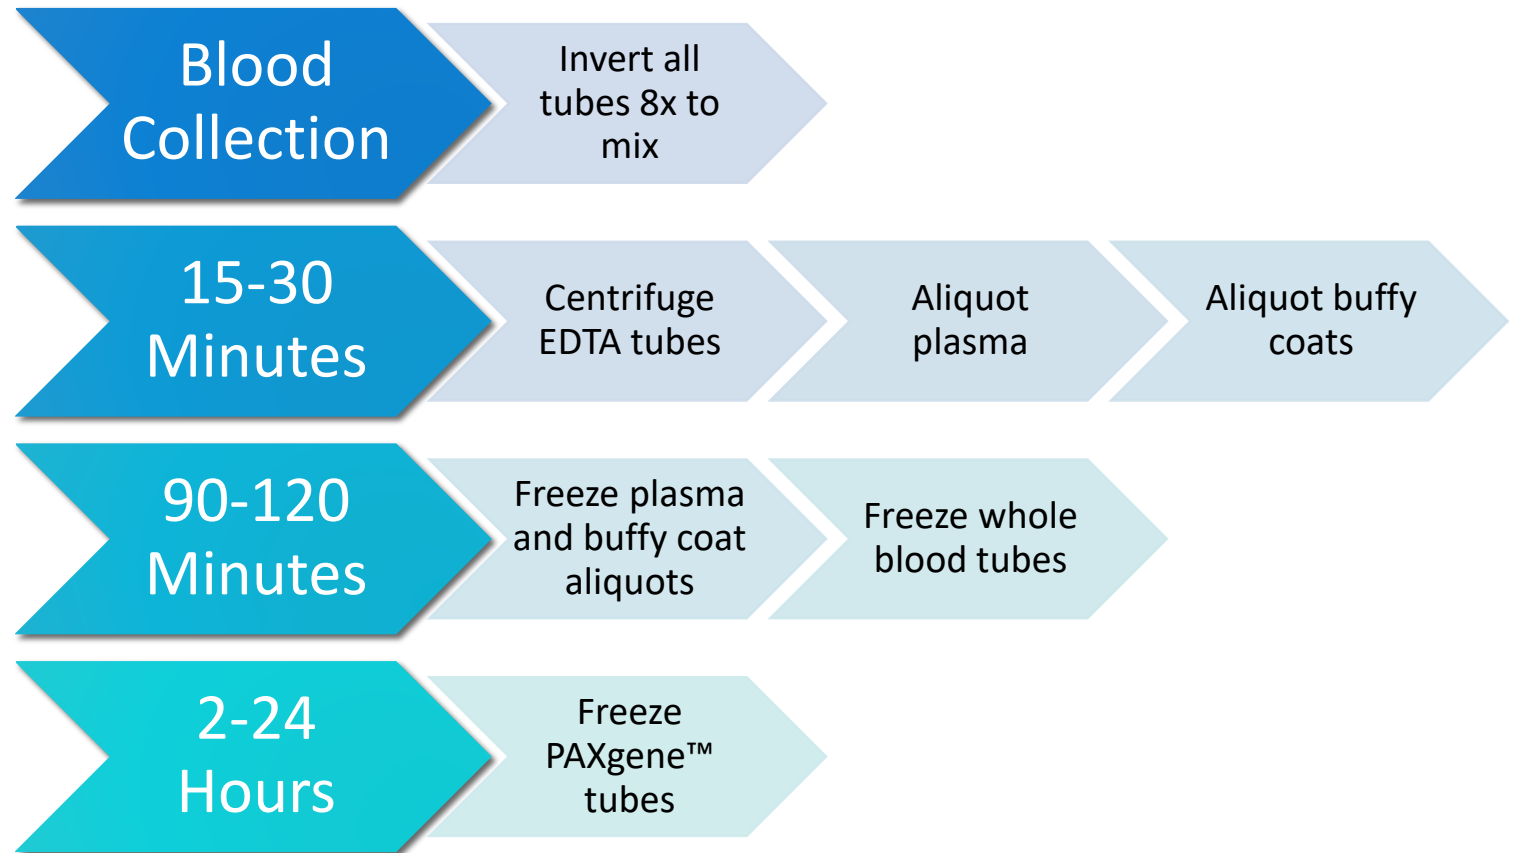 Blood
Collection
Invert all
tubes 8x to
mix
15-30
Minutes
Centrifuge
EDTA tubes
Aliquot
plasma
Aliquot buffy
coats
90-120
Minutes
Freeze plasma
and buffy coat
aliquots
Freeze whole
blood tubes
2-24
Hours
Freeze
PAXgene™
tubes